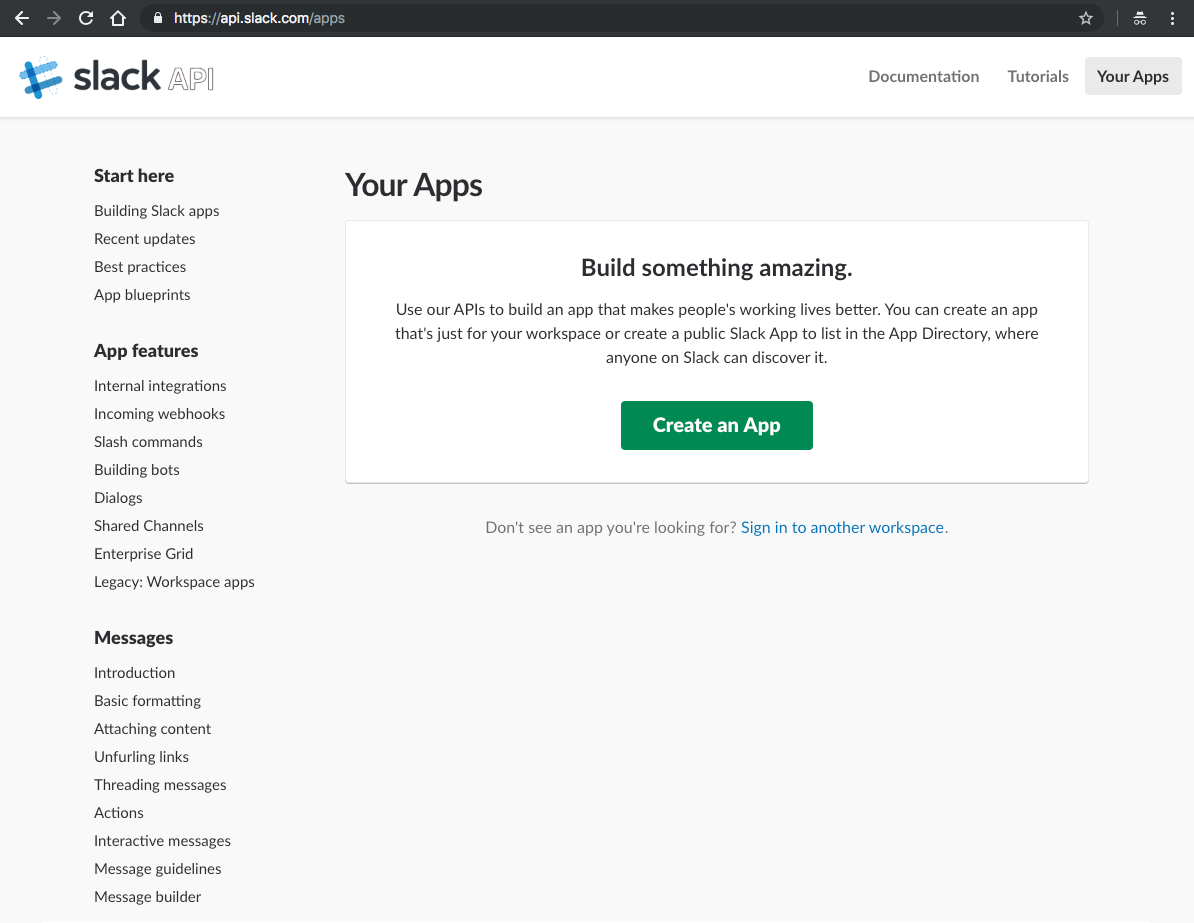 https://api.slack.com/apps
slack API
Documentation
Tutorials
Your Apps
Start here
Building Slack apps
Recent updates
Best practices
App blueprints
App features
Internal integrations
Incoming webhooks
Slash commands
Building bots
Dialogs
Shared Channels
Enterprise Grid
Legacy: Workspace apps
Messages
Introduction
Basic formatting
Attaching content
Unfurling links
Threading messages
Actions
Interactive messages
Message guidelines
Message builder
Your Apps
Build something amazing.
Use our APIs to build an app that makes people's working lives better. You can create an app
that's just for your workspace or create a public Slack App to list in the App Directory, where
anyone on Slack can discover it.
Create an App
Don't see an app you're looking for? Sign in to another workspace.